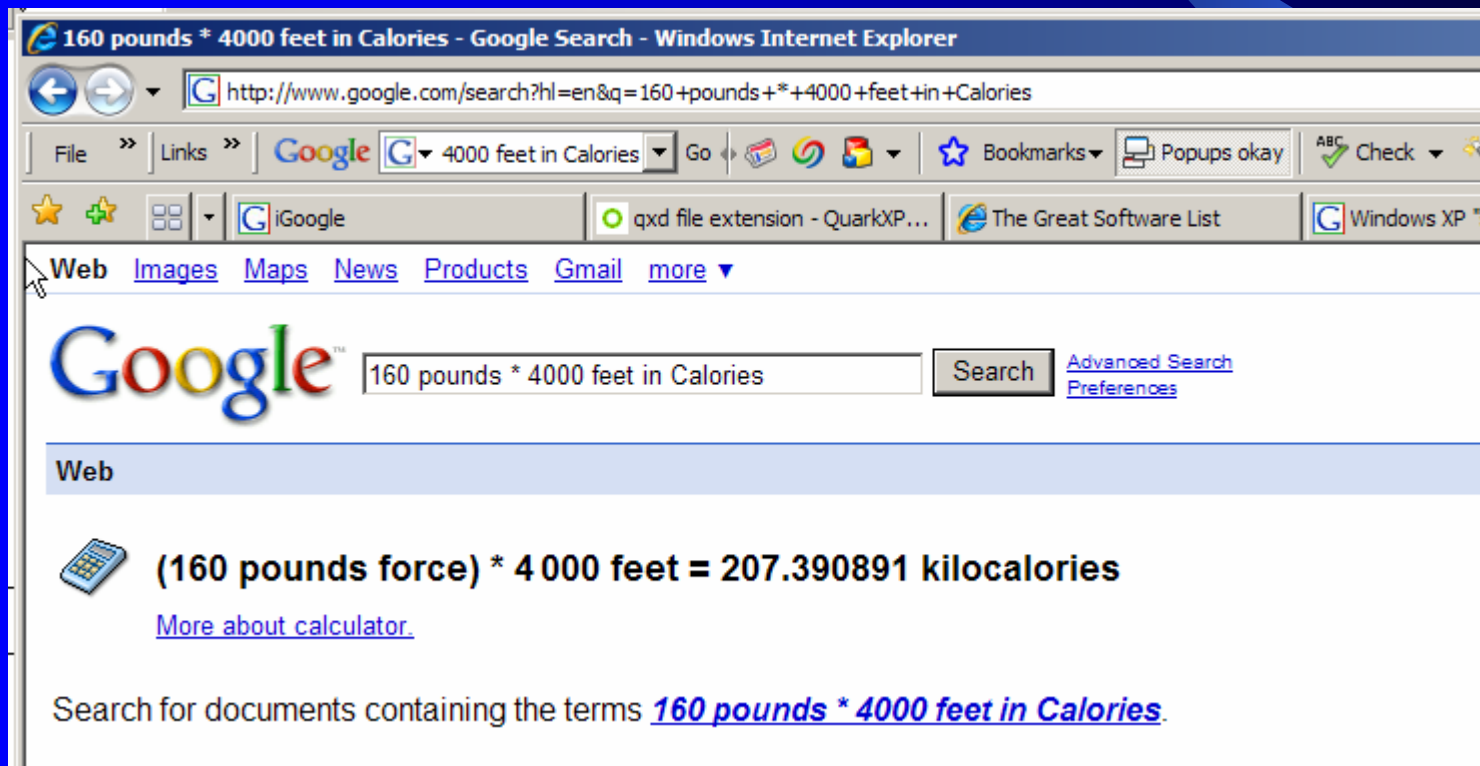 160 pounds * 4000 feet in Calories - Google Search - Windows Internet Explorer
G http://www.google.com/search?hl=en&q=160+pounds+*+4000+feet+in+Calories
File » Links » Google G 4000 feet in Calories Go Bookmarks Popups okay ABC Check
G iGoogle qxd file extension - QuarkXP... The Great Software List G Windows XP "
Web Images Maps News Products Gmail more ▼
Google™ 160 pounds * 4000 feet in Calories Search Advanced Search
Preferences
Web
(160 pounds force) * 4 000 feet = 207.390891 kilocalories
More about calculator.
Search for documents containing the terms 160 pounds * 4000 feet in Calories.